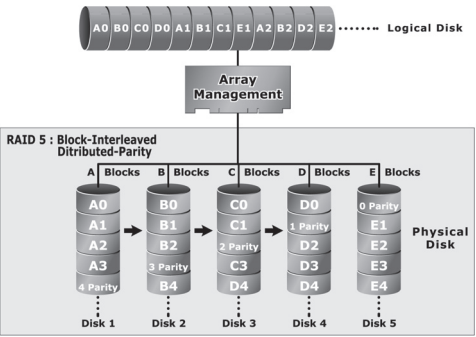 A0 B0 C0 D0 A1 B1 C1 E1 A2 B2 D2 E2 Logical Disk
Array
Management
RAID 5 : Block-Interleaved
Ditributed-Parity
A Blocks B Blocks C Blocks D Blocks E Blocks
A0 B0 C0 D0 0 Parity
A1 B1 C1 1 Parity E1
A2 B2 2 Parity D2 E2
A3 3 Parity C3 D3 E3
4 Parity B4 D4 D4 E4
Physical
Disk
Disk 1 Disk 2 Disk 3 Disk 4 Disk 5